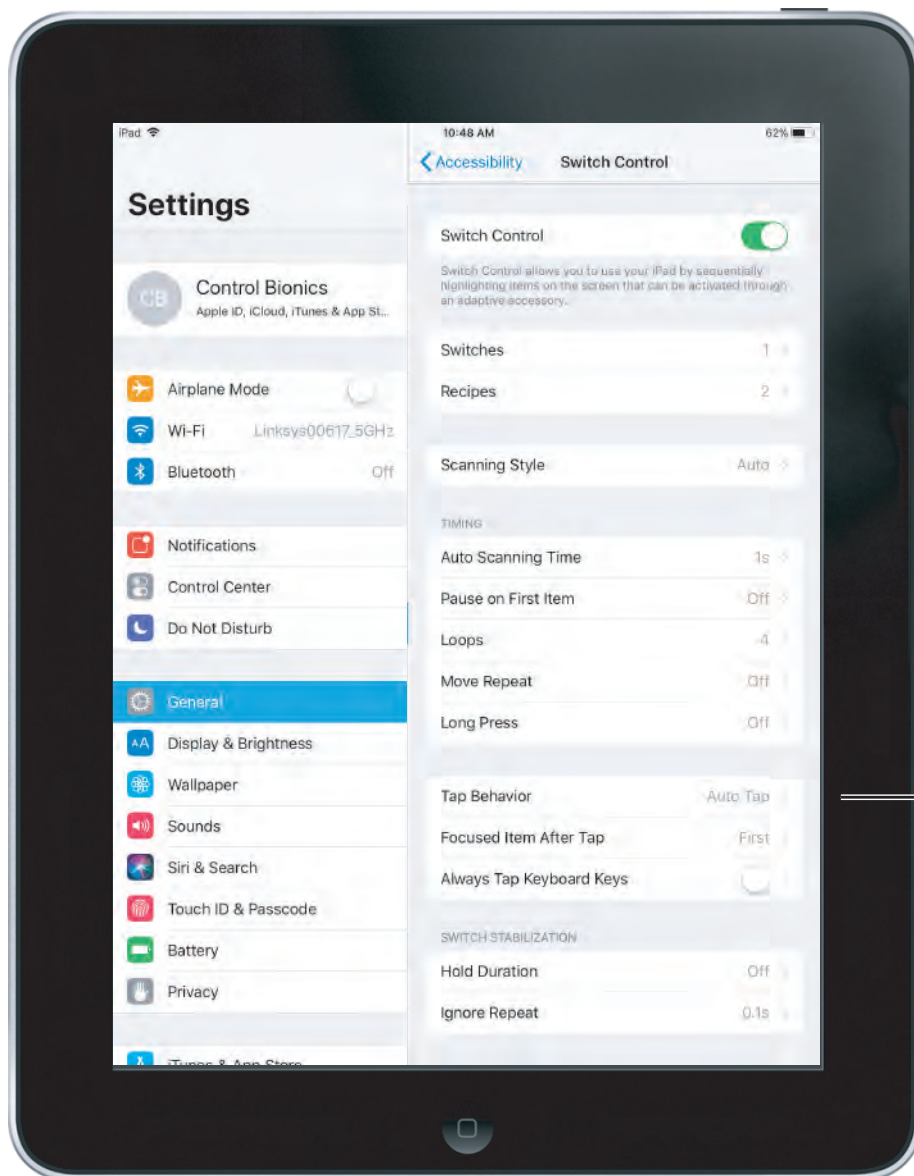 iPad
10:48 AM
62%
Settings
Control Bionics
Apple ID, iCloud, iTunes & App St...
CB
Airplane Mode
Wi-Fi Linksys00617_5GHz
Bluetooth Off
Notifications
Control Center
Do Not Disturb
General
AA Display & Brightness
Wallpaper
Sounds
Siri & Search
Touch ID & Passcode
Battery
Privacy
iTunes & App Store
Accessibility Switch Control
Switch Control
Switch Control allows you to use your iPad by sequentially
highlighting items on the screen that can be activated through
an adaptive accessory.
Switches 1
Recipes 2
Scanning Style Auto
TIMING
Auto Scanning Time 1s
Pause on First Item Off
Loops 4
Move Repeat Off
Long Press Off
Tap Behavior Auto Tap
Focused Item After Tap First
Always Tap Keyboard Keys
SWITCH STABILIZATION
Hold Duration Off
Ignore Repeat 0.1s